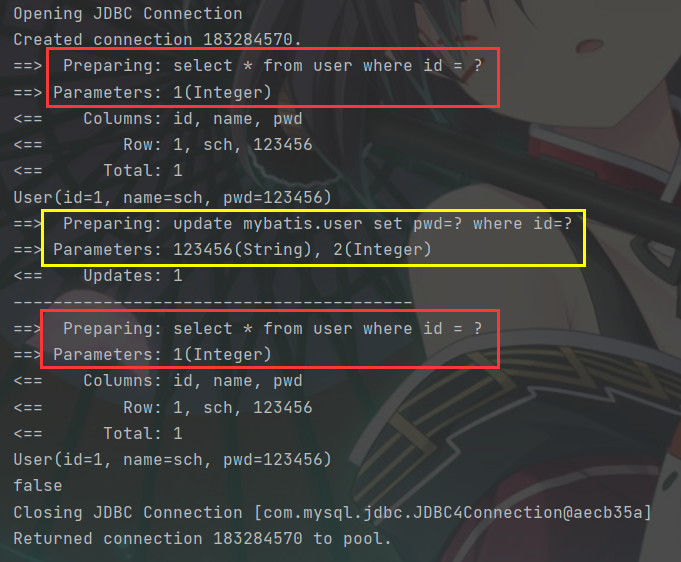 Opening JDBC Connection
Created connection 183284570.
==>  Preparing: select * from user where id = ?
==> Parameters: 1(Integer)
<==    Columns: id, name, pwd
<==        Row: 1, sch, 123456
<==      Total: 1
User(id=1, name=sch, pwd=123456)
==>  Preparing: update mybatis.user set pwd=? where id=?
==> Parameters: 123456(String), 2(Integer)
<==    Updates: 1
-----------------------------------------
==>  Preparing: select * from user where id = ?
==> Parameters: 1(Integer)
<==    Columns: id, name, pwd
<==        Row: 1, sch, 123456
<==      Total: 1
User(id=1, name=sch, pwd=123456)
false
Closing JDBC Connection [com.mysql.jdbc.JDBC4Connection@aecb35a]
Returned connection 183284570 to pool.